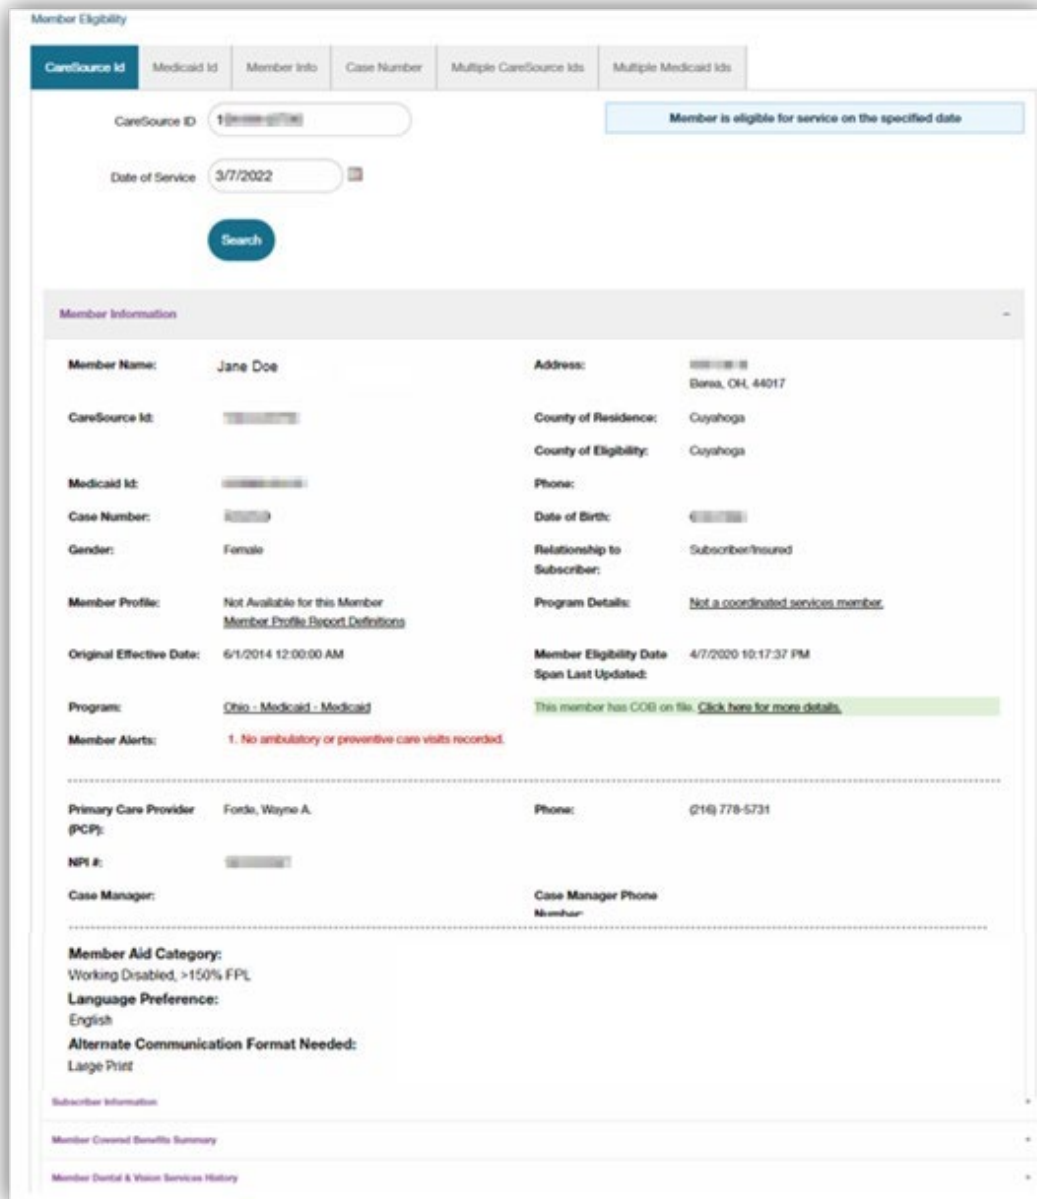 Member Eligibility
CareSource Id Medicaid Id Member Info Case Number Multiple CareSource Ids Multiple Medicaid Ids
CareSource ID 1
Member is eligible for service on the specified date
Date of Service 3/7/2022
Search
Member Information -
Member Name: Jane Doe Address:
Berea, OH, 44017
CareSource Id: County of Residence: Cuyahoga
County of Eligibility: Cuyahoga
Medicaid Id: Phone:
Case Number: Date of Birth:
Gender: Female Relationship to Subscriber/Insured
Subscriber:
Member Profile: Not Available for this Member Program Details: Not a coordinated services member.
Member Profile Report Definitions
Original Effective Date: 6/1/2014 12:00:00 AM Member Eligibility Date 4/7/2020 10:17:37 PM
Span Last Updated:
Program: Ohio - Medicaid - Medicaid This member has COB on file. Click here for more details.
Member Alerts: 1. No ambulatory or preventive care visits recorded.
Primary Care Provider Forde, Wayne A. Phone: (216) 778-5731
(PCP):
NPI #:
Case Manager: Case Manager Phone
Number:
Member Aid Category:
Working Disabled, >150% FPL
Language Preference:
English
Alternate Communication Format Needed:
Large Print
Subscriber Information
Member Covered Benefits Summary
Member Dental & Vision Services History